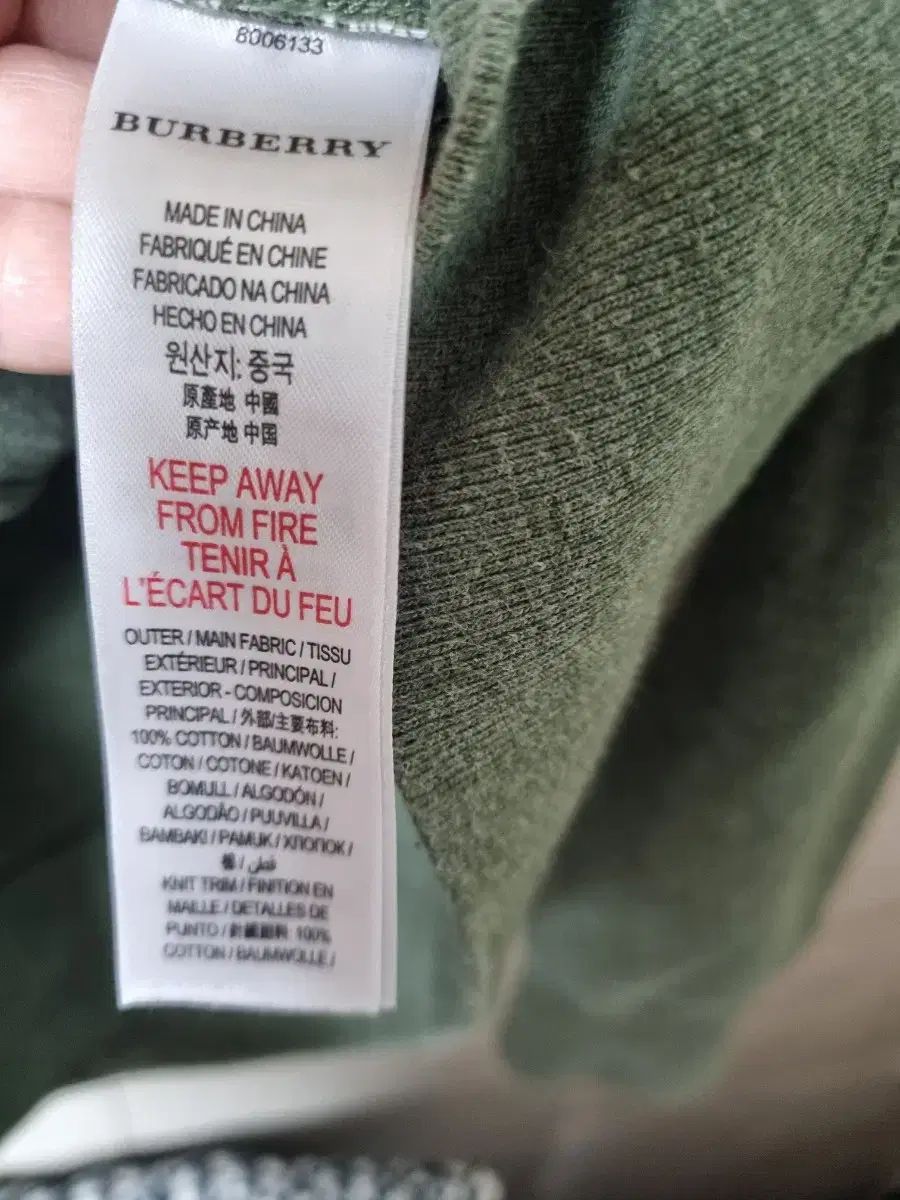 8006133
BURBERRY
MADE IN CHINA
FABRIQUÉ EN CHINE
FABRICADO NA CHINA
HECHO EN CHINA
원산지: 중국
原產地 中國
原产地 中国
KEEP AWAY
FROM FIRE
TENIR À
L'ÉCART DU FEU
OUTER / MAIN FABRIC / TISSU
EXTÉRIEUR / PRINCIPAL /
EXTERIOR - COMPOSICION
PRINCIPAL / 外部/主要布料:
100% COTTON / BAUMWOLLE /
COTON / COTONE / KATOEN /
BOMULL / ALGODÓN /
ALGODÃO / PUUVILLA /
BAMBAKI / PAMUK / ХЛОПОК /
棉 / قطن
KNIT TRIM / FINITION EN
MAILLE / DETALLES DE
PUNTO / 100%
COTTON / BAUMWOLLE /